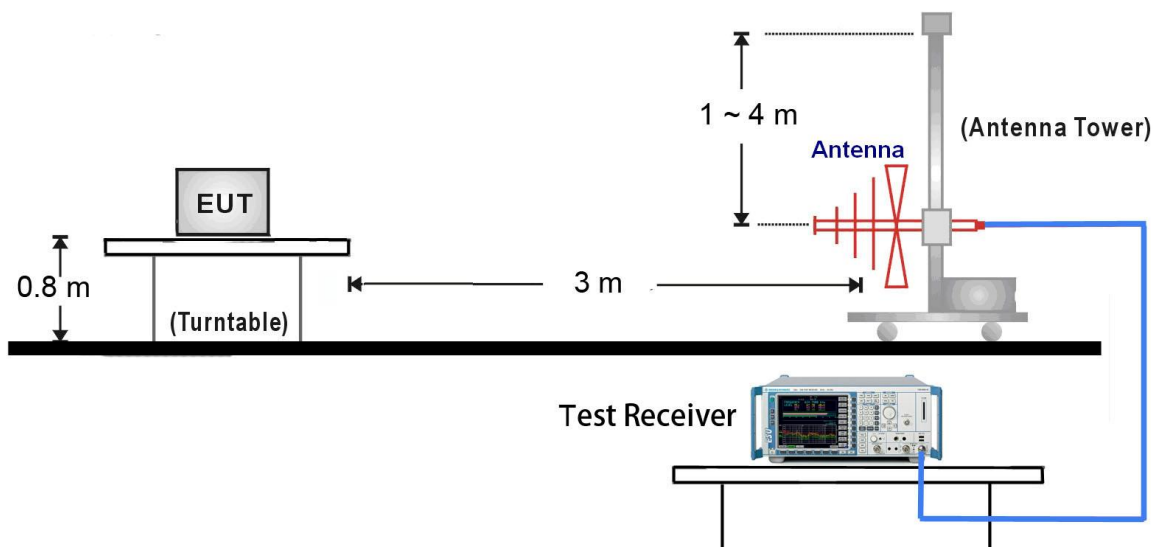 1 ~ 4 m
(Antenna Tower)
Antenna
EUT
0.8 m
3 m
(Turntable)
Test Receiver